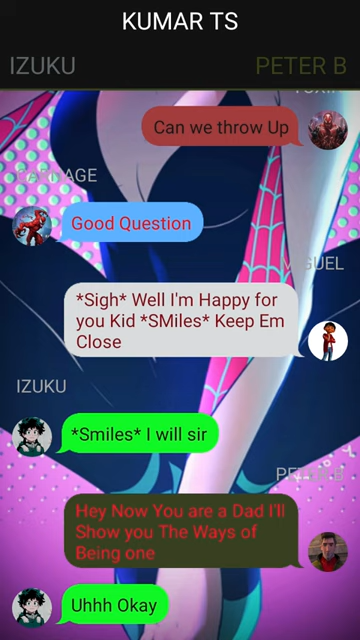 KUMAR TS
IZUKU PETER B
Can we throw Up
Good Question
*Sigh* Well I'm Happy for
you Kid *SMiles* Keep Em
Close
IZUKU
*Smiles* I will sir
Hey Now You are a Dad I'll
Show you The Ways of
Being one
Uhhh Okay